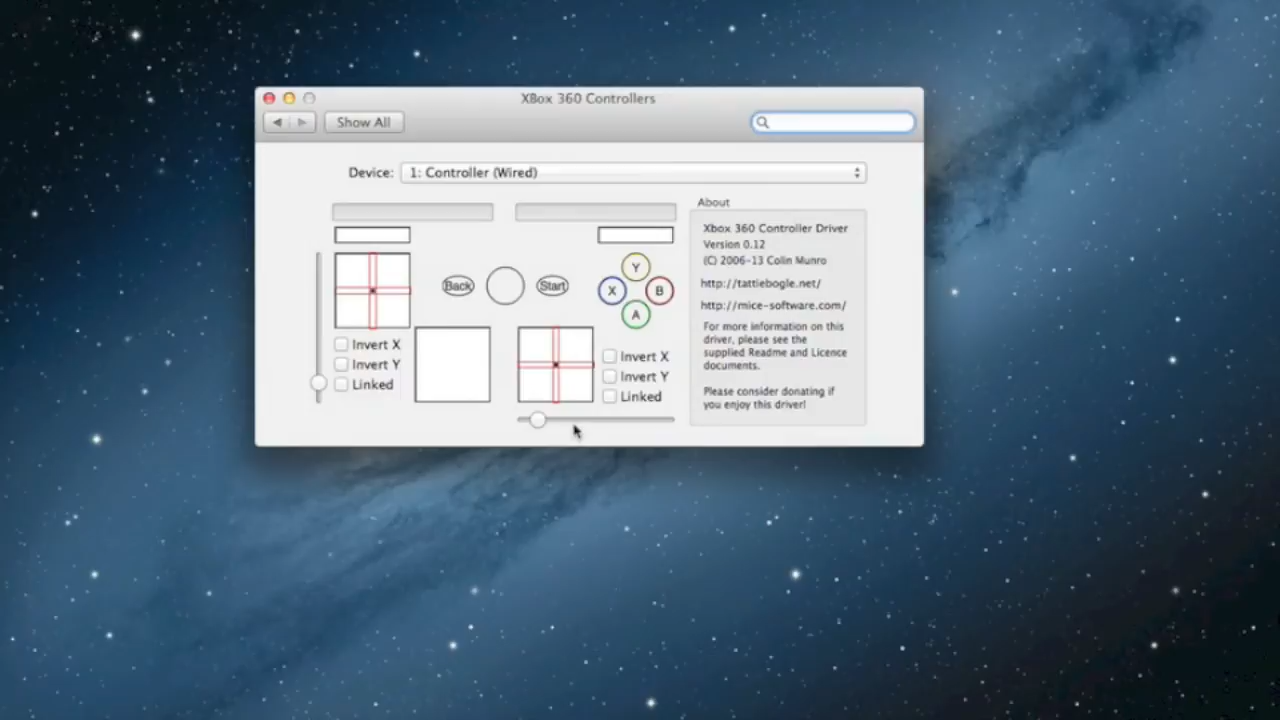 XBox 360 Controllers
Show All
Device: 1: Controller (Wired)
About
Xbox 360 Controller Driver
Version 0.12
(C) 2006-13 Colin Munro
http://tattiebogle.net/
http://mice-software.com/
For more information on this
driver, please see the
supplied Readme and Licence
documents.
Please consider donating if
you enjoy this driver!
Back
Start
Y
X
B
A
Invert X
Invert Y
Linked
Invert X
Invert Y
Linked